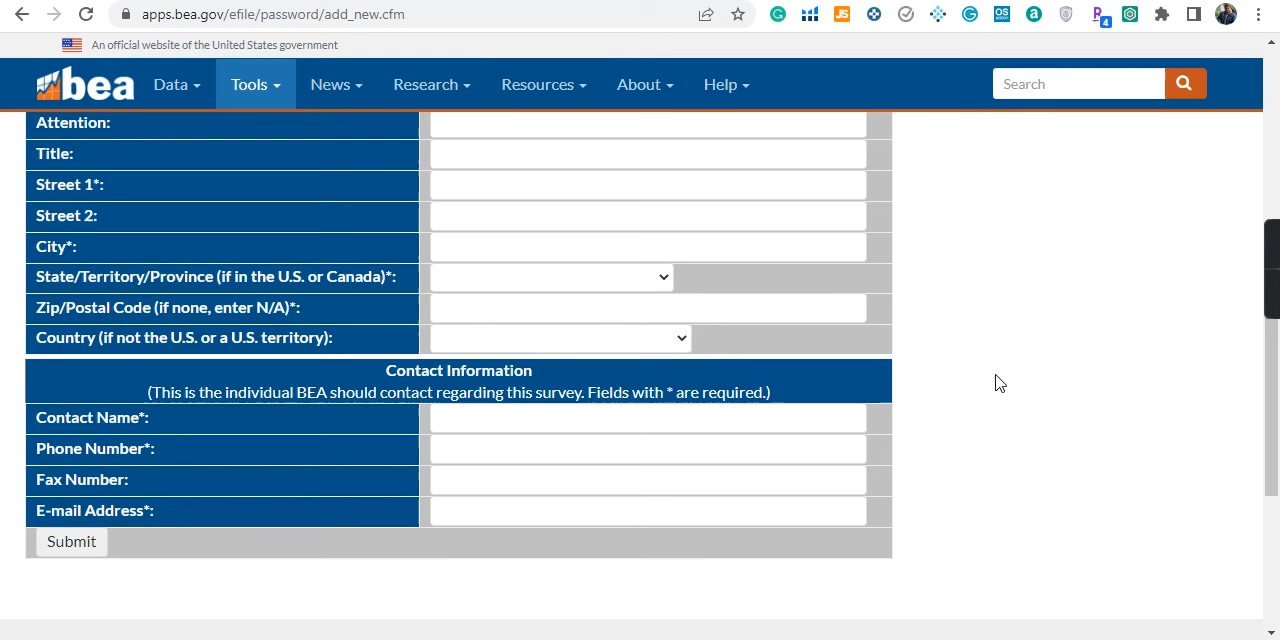 apps.bea.gov/efile/password/add_new.cfm
JS
OS
a
4
An official website of the United States government
bea
Data
Tools
News
Research
Resources
About
Help
Search
Attention:
Title:
Street 1*:
Street 2:
City*:
State/Territory/Province (if in the U.S. or Canada)*:
Zip/Postal Code (if none, enter N/A)*:
Country (if not the U.S. or a U.S. territory):
Contact Information
(This is the individual BEA should contact regarding this survey. Fields with * are required.)
Contact Name*:
Phone Number*:
Fax Number:
E-mail Address*:
Submit